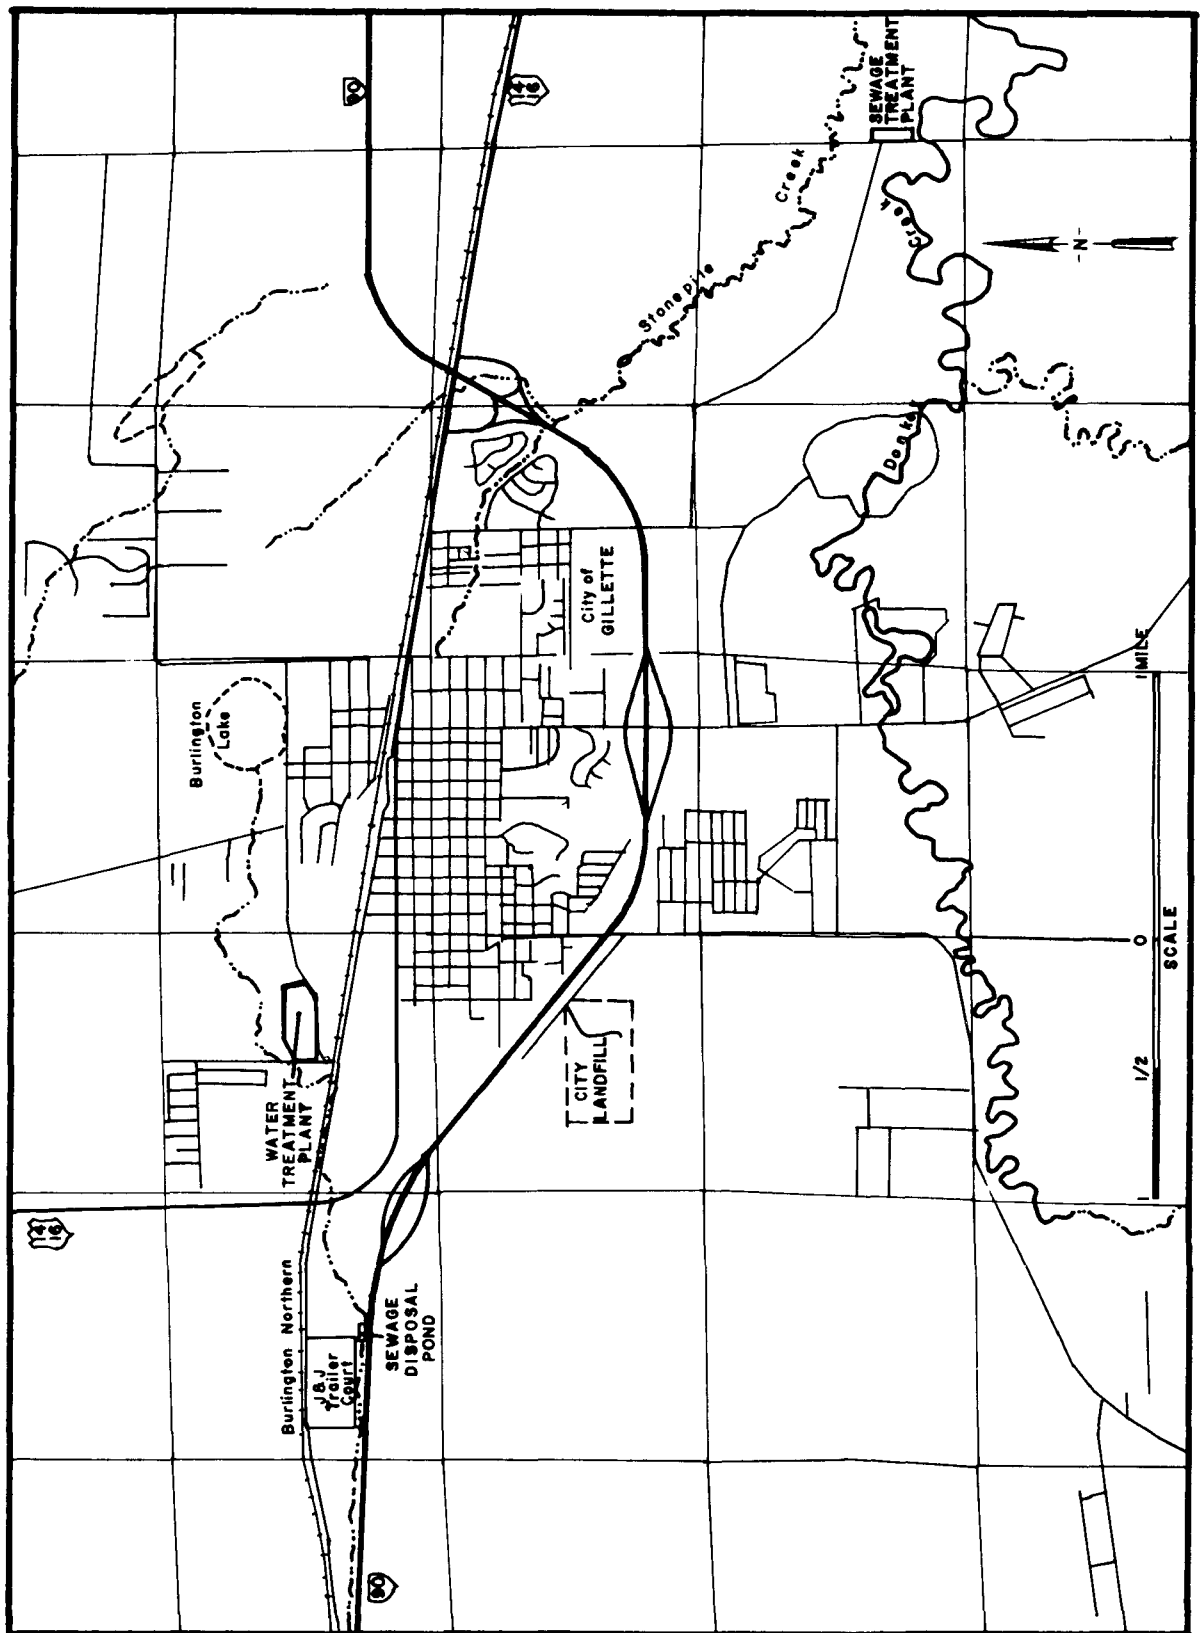 90
14
16
SEWAGE
TREATMENT
PLANT
Creek
Stonepile
Creek
-N-
Donkey
City of
GILLETTE
Burlington
Lake
WATER
TREATMENT
PLANT
CITY
LANDFILL
14
16
Burlington Northern
J & J
Trailer
Court
SEWAGE
DISPOSAL
POND
90
1
1/2
0
1 MILE
SCALE